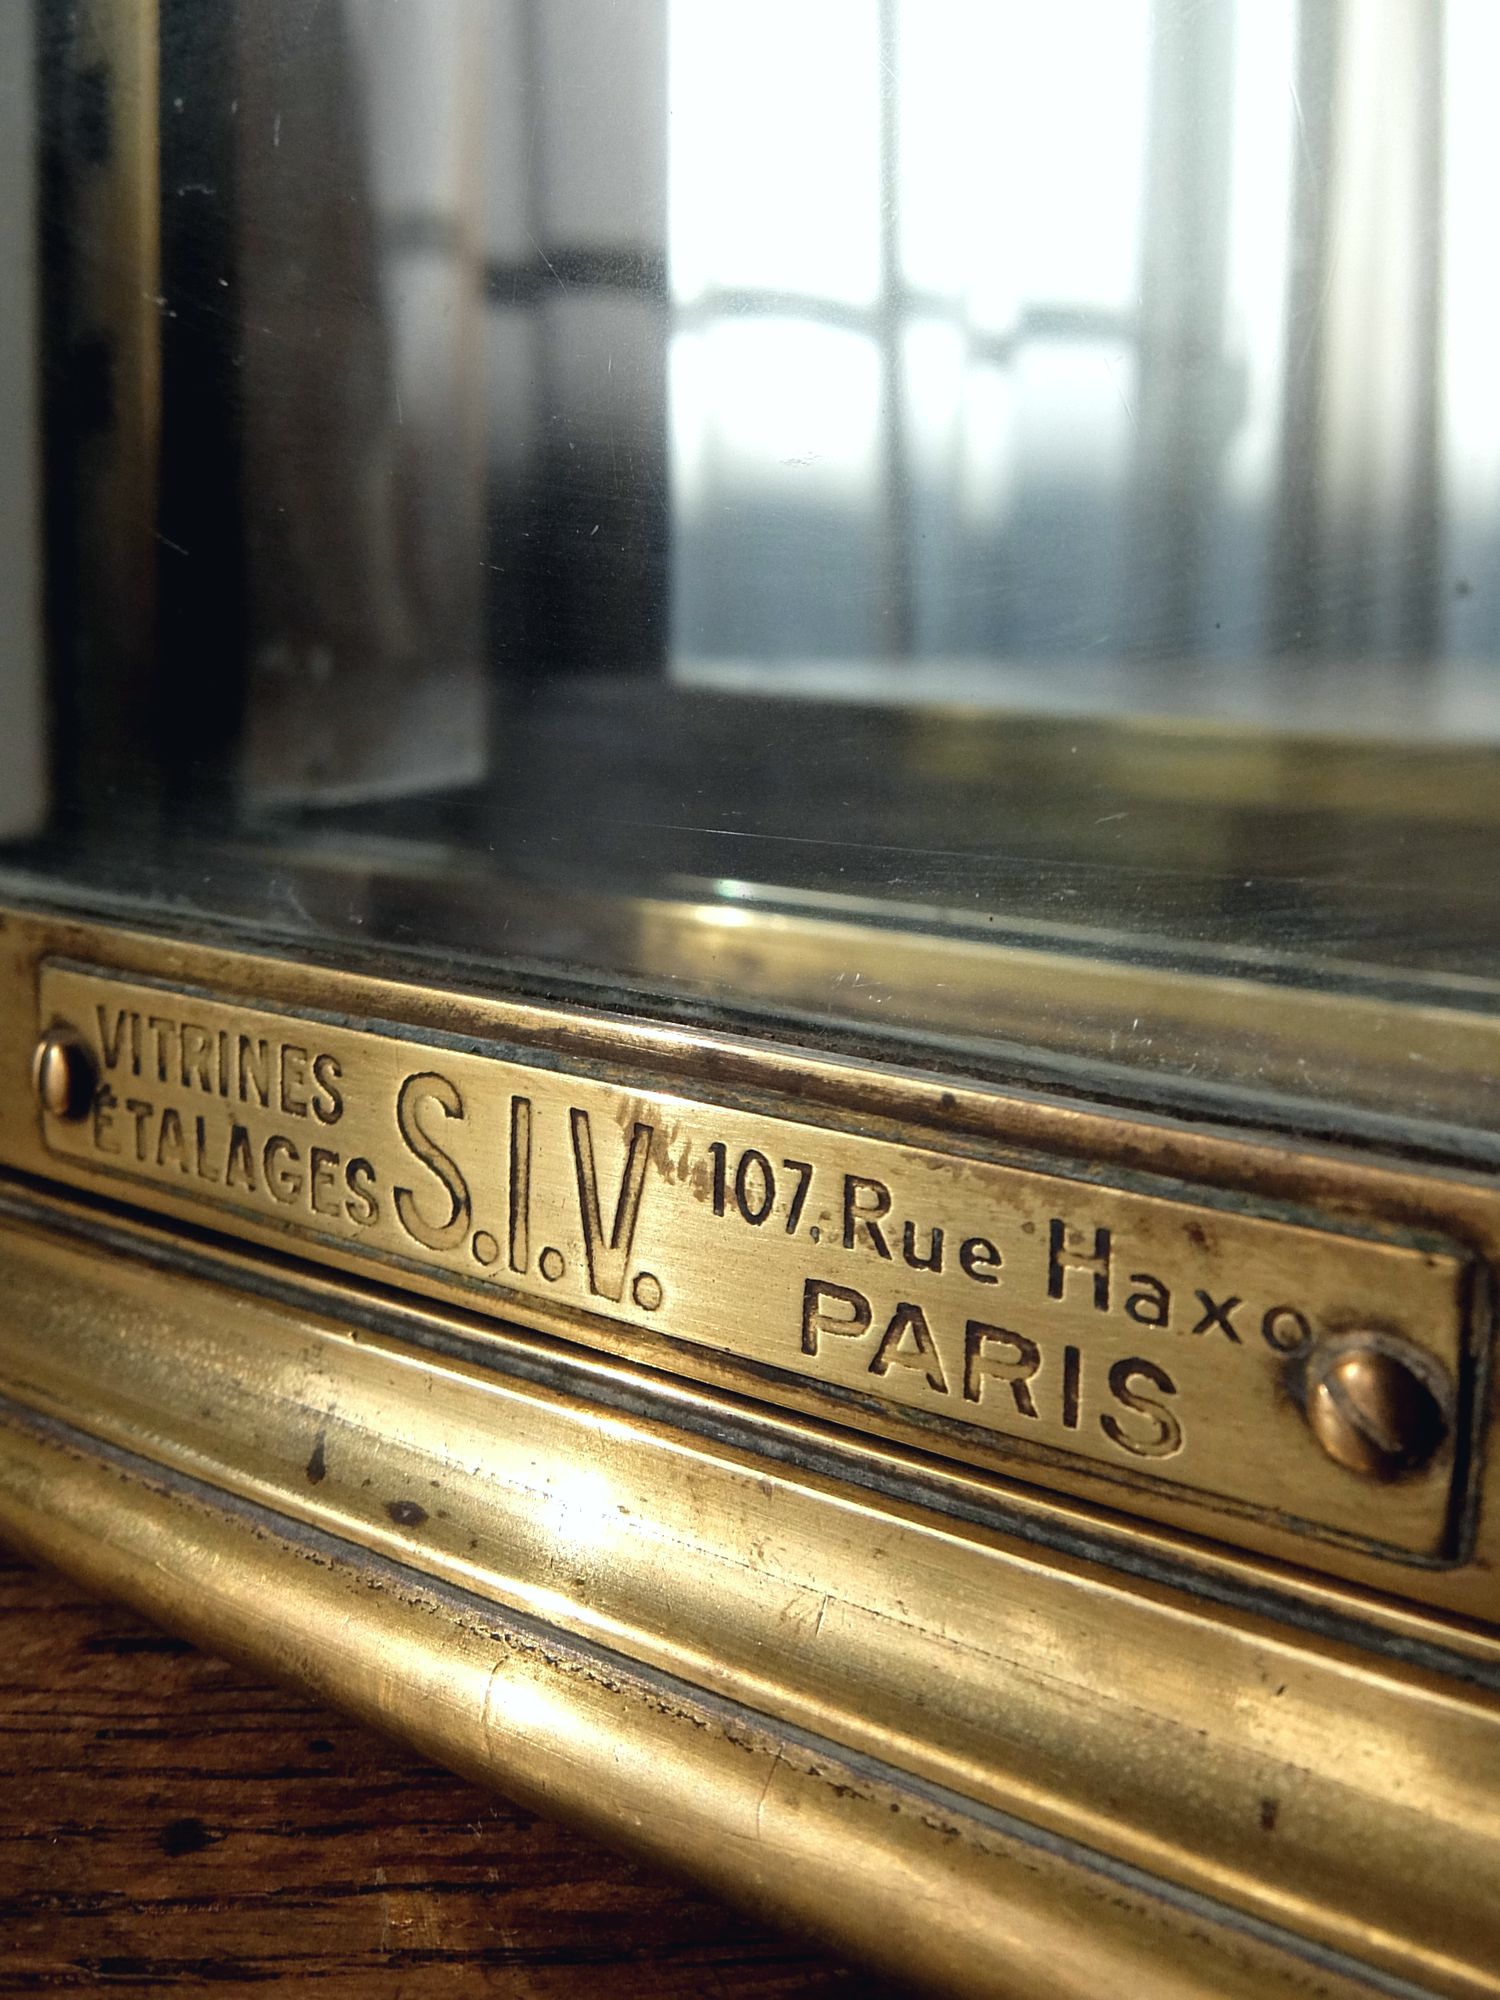 VITRINES
ÉTALAGES
S.I.V.
107, Rue Haxo
PARIS